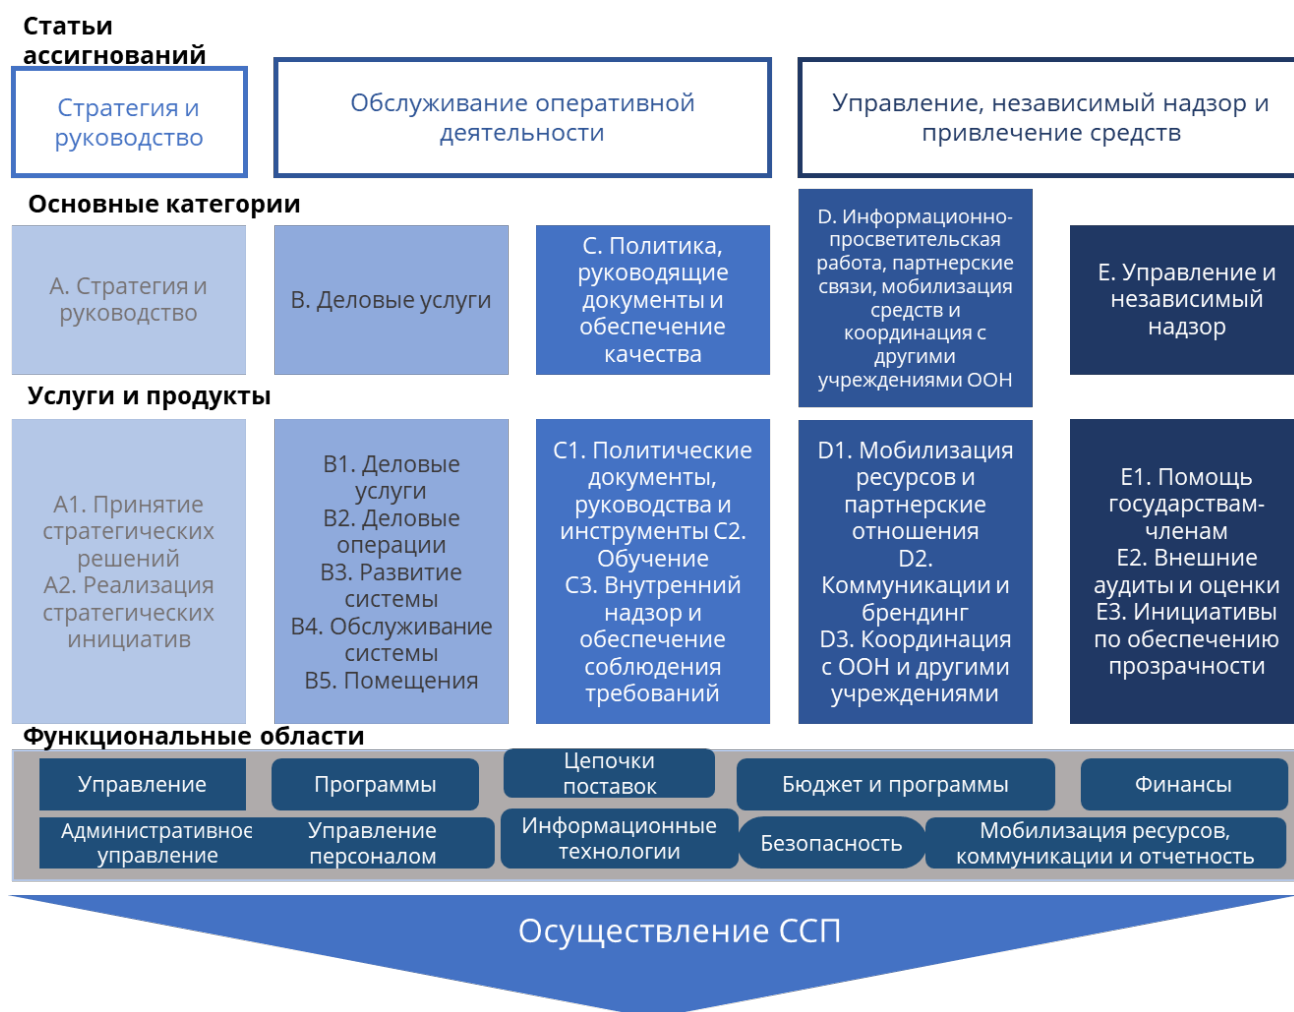 Статьи
ассигнований
Стратегия и
руководство
Обслуживание оперативной
деятельности
Управление, независимый надзор и
привлечение средств
Основные категории
A. Стратегия и
руководство
B. Деловые услуги
C. Политика,
руководящие
документы и
обеспечение
качества
D. Информационно-
просветительская
работа, партнерские
связи, мобилизация
средств и
координация с
другими
учреждениями ООН
E. Управление и
независимый
надзор
Услуги и продукты
A1. Принятие
стратегических
решений
A2. Реализация
стратегических
инициатив
B1. Деловые
услуги
B2. Деловые
операции
B3. Развитие
системы
B4. Обслуживание
системы
B5. Помещения
C1. Политические
документы,
руководства и
инструменты C2.
Обучение
C3. Внутренний
надзор и
обеспечение
соблюдения
требований
D1. Мобилизация
ресурсов и
партнерские
отношения
D2.
Коммуникации и
брендинг
D3. Координация
с ООН и другими
учреждениями
E1. Помощь
государствам-
членам
E2. Внешние
аудиты и оценки
E3. Инициативы
по обеспечению
прозрачности
Функциональные области
Управление
Программы
Цепочки
поставок
Бюджет и программы
Финансы
Административное
управление
Управление
персоналом
Информационные
технологии
Безопасность
Мобилизация ресурсов,
коммуникации и отчетность
Осуществление ССП